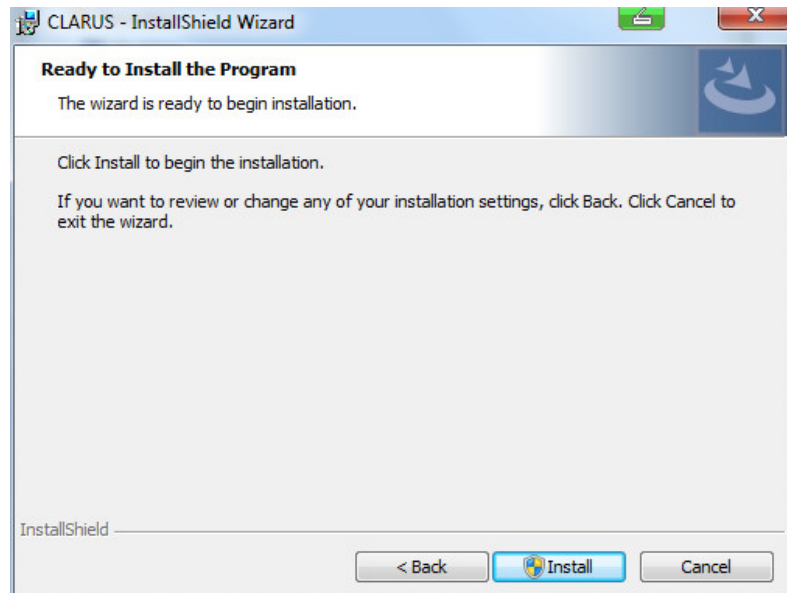 CLARUS - InstallShield Wizard
Ready to Install the Program
The wizard is ready to begin installation.
Click Install to begin the installation.
If you want to review or change any of your installation settings, click Back. Click Cancel to
exit the wizard.
InstallShield
< Back Install Cancel